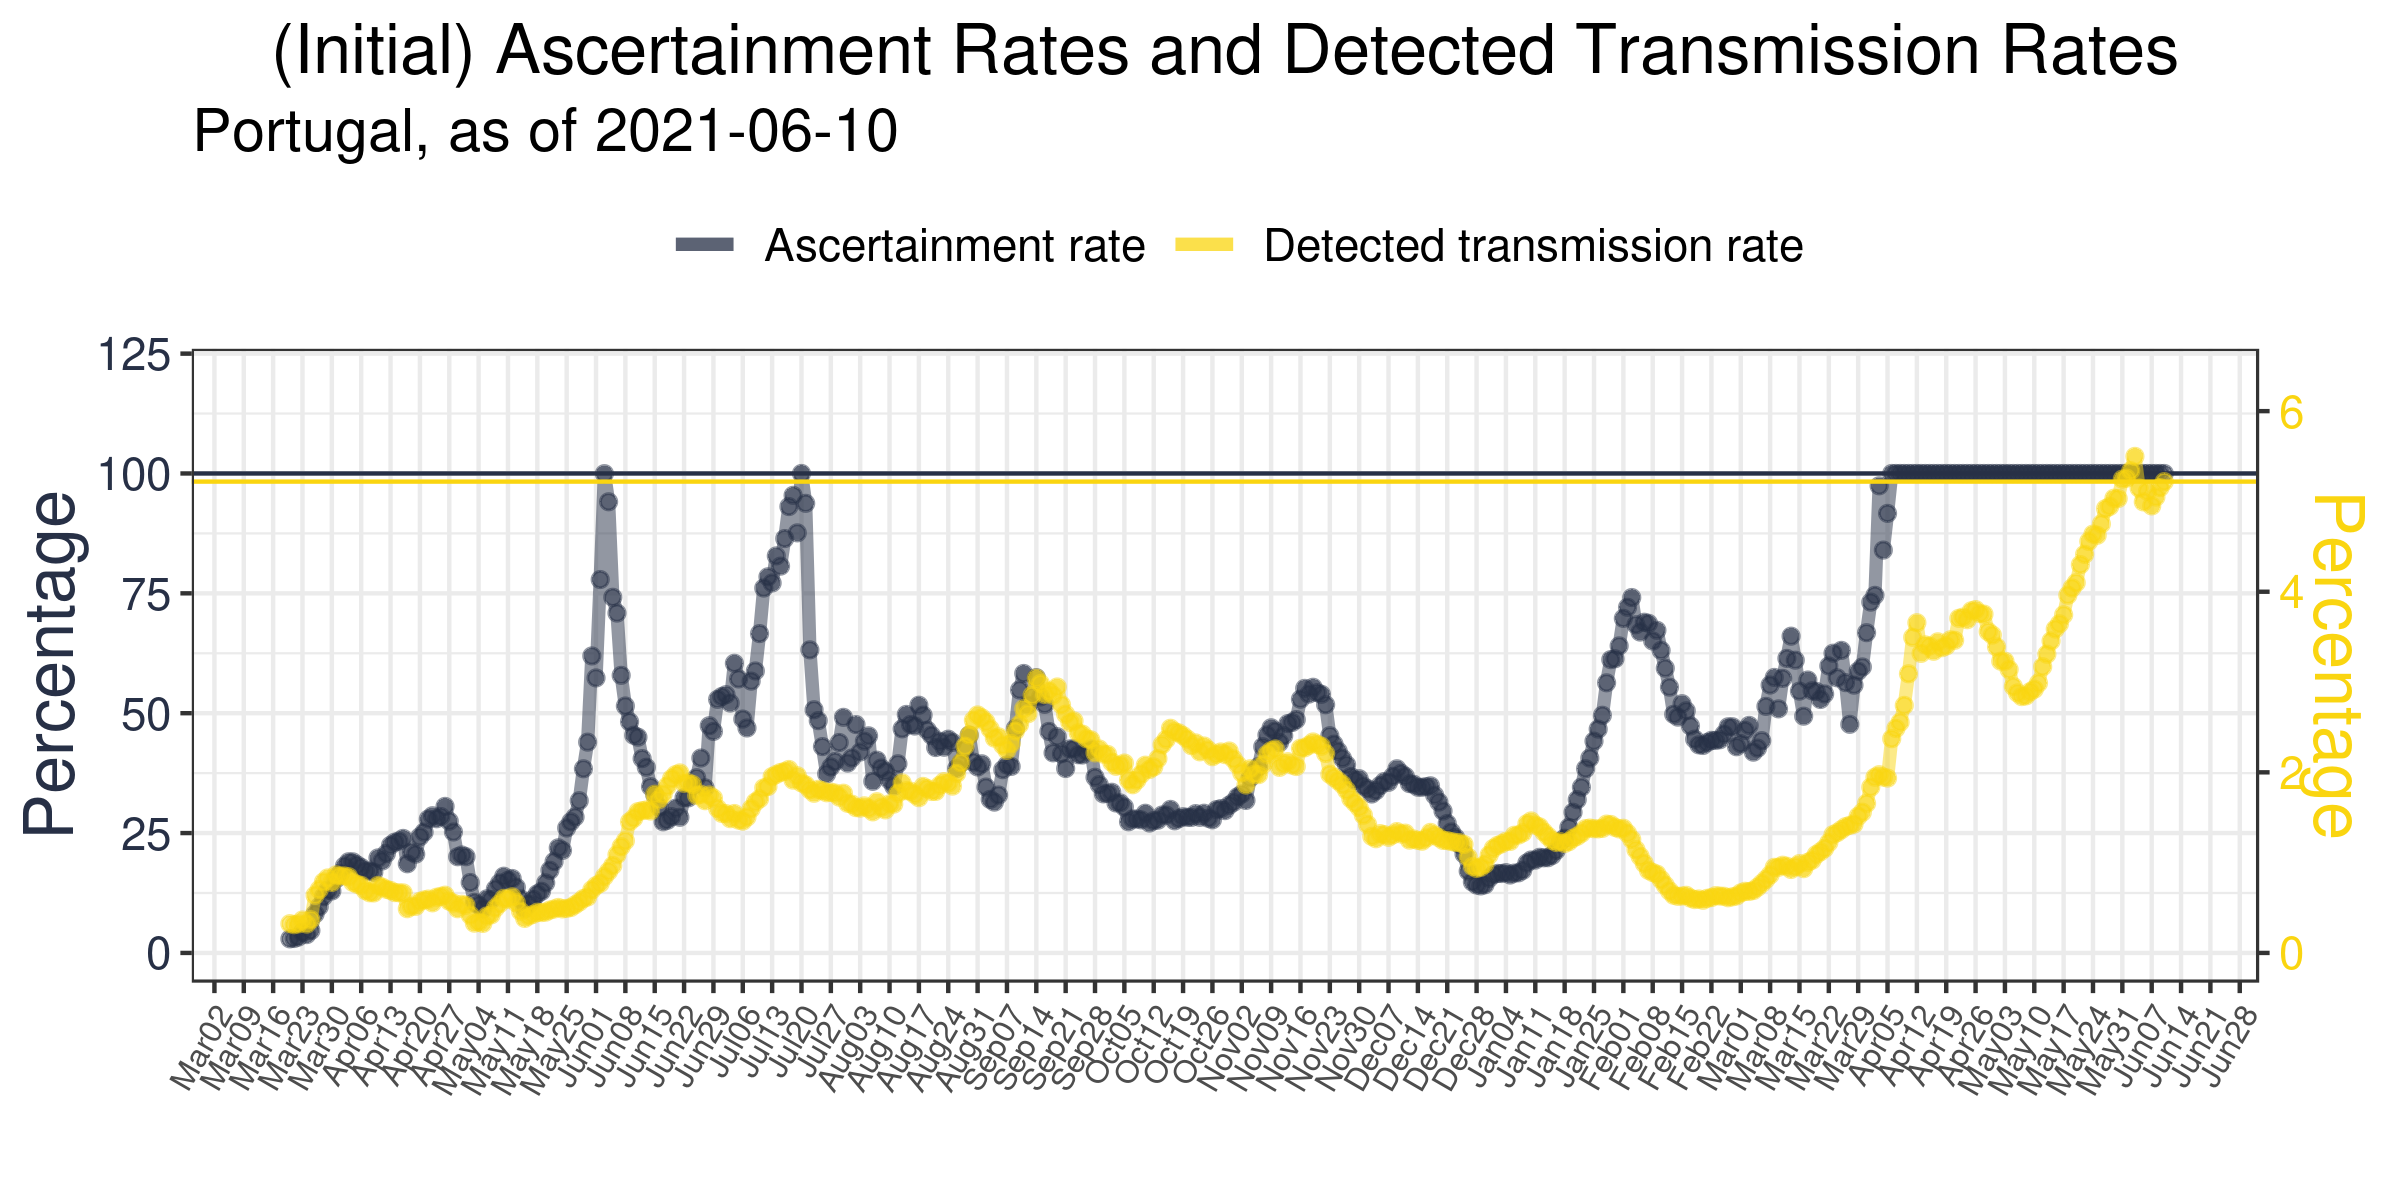 (Initial) Ascertainment Rates and Detected Transmission Rates
Portugal, as of 2021-06-10
Ascertainment rate
Detected transmission rate
125
100
75
50
25
0
Percentage
6
4
2
0
Percentage
Mar02
Mar09
Mar16
Mar23
Mar30
Apr06
Apr13
Apr20
Apr27
May04
May11
May18
May25
Jun01
Jun08
Jun15
Jun22
Jun29
Jul06
Jul13
Jul20
Jul27
Aug03
Aug10
Aug17
Aug24
Aug31
Sep07
Sep14
Sep21
Sep28
Oct05
Oct12
Oct19
Oct26
Nov02
Nov09
Nov16
Nov23
Nov30
Dec07
Dec14
Dec21
Dec28
Jan04
Jan11
Jan18
Jan25
Feb01
Feb08
Feb15
Feb22
Mar01
Mar08
Mar15
Mar22
Mar29
Apr05
Apr12
Apr19
Apr26
May03
May10
May17
May24
May31
Jun07
Jun14
Jun21
Jun28